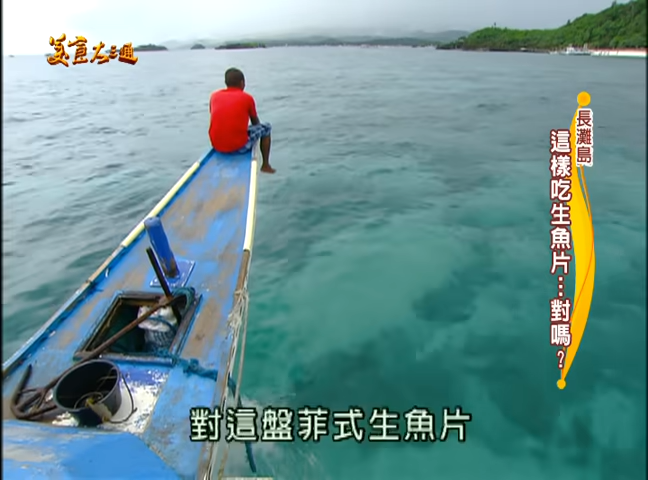 美食大三通
長灘島
這樣吃生魚片…對嗎？
對這盤菲式生魚片